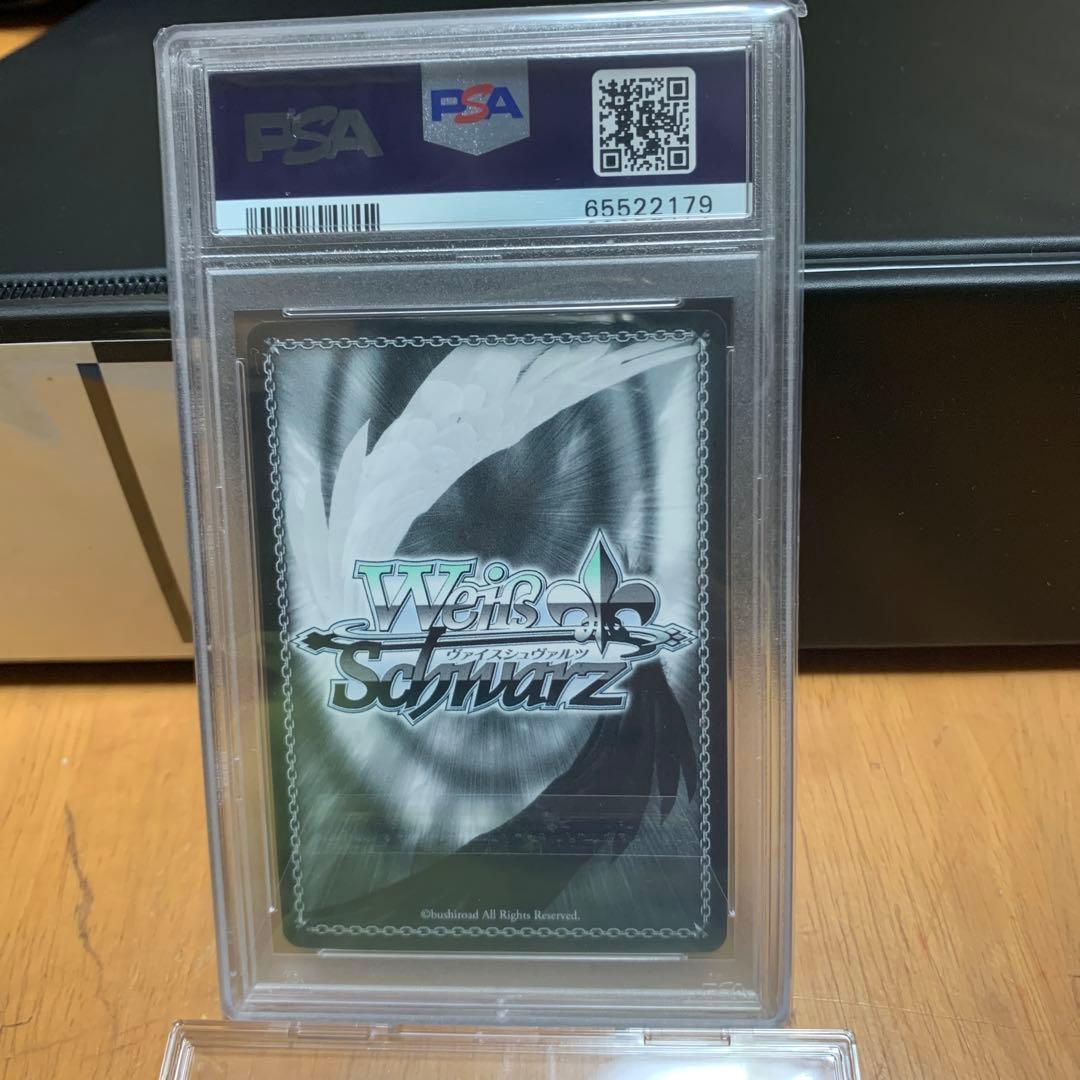 PSA
PSA
65522179
Weiß
ヴァイスシュヴァルツ
Schwarz
©bushiroad All Rights Reserved.